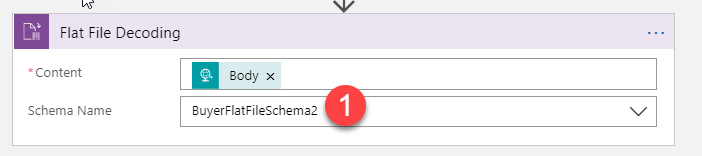 Flat File Decoding
...
*Content
Body ×
Schema Name
BuyerFlatFileSchema2
1